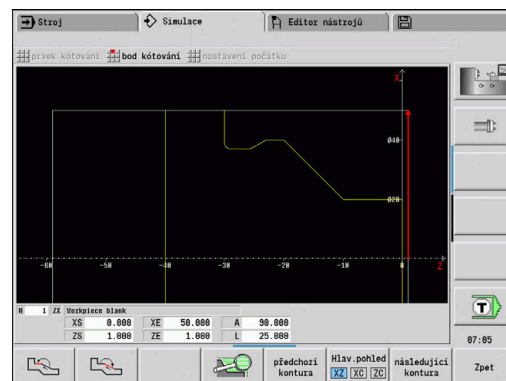 Stroj
Simulace
Editor nástrojů
prvek kótování
bod kótování
nastavení počátku
X
Ø40
Ø20
-60 -50 -40 -30 -20 -10 0 Z
N 1 ZX Workpiece blank
XS 0.000 XE 50.000 A 90.000
ZS 1.000 ZE 1.000 L 25.000
T
07:05
předchozí kontura
Hlav.pohled
XZ XC ZC
následující kontura
Zpet